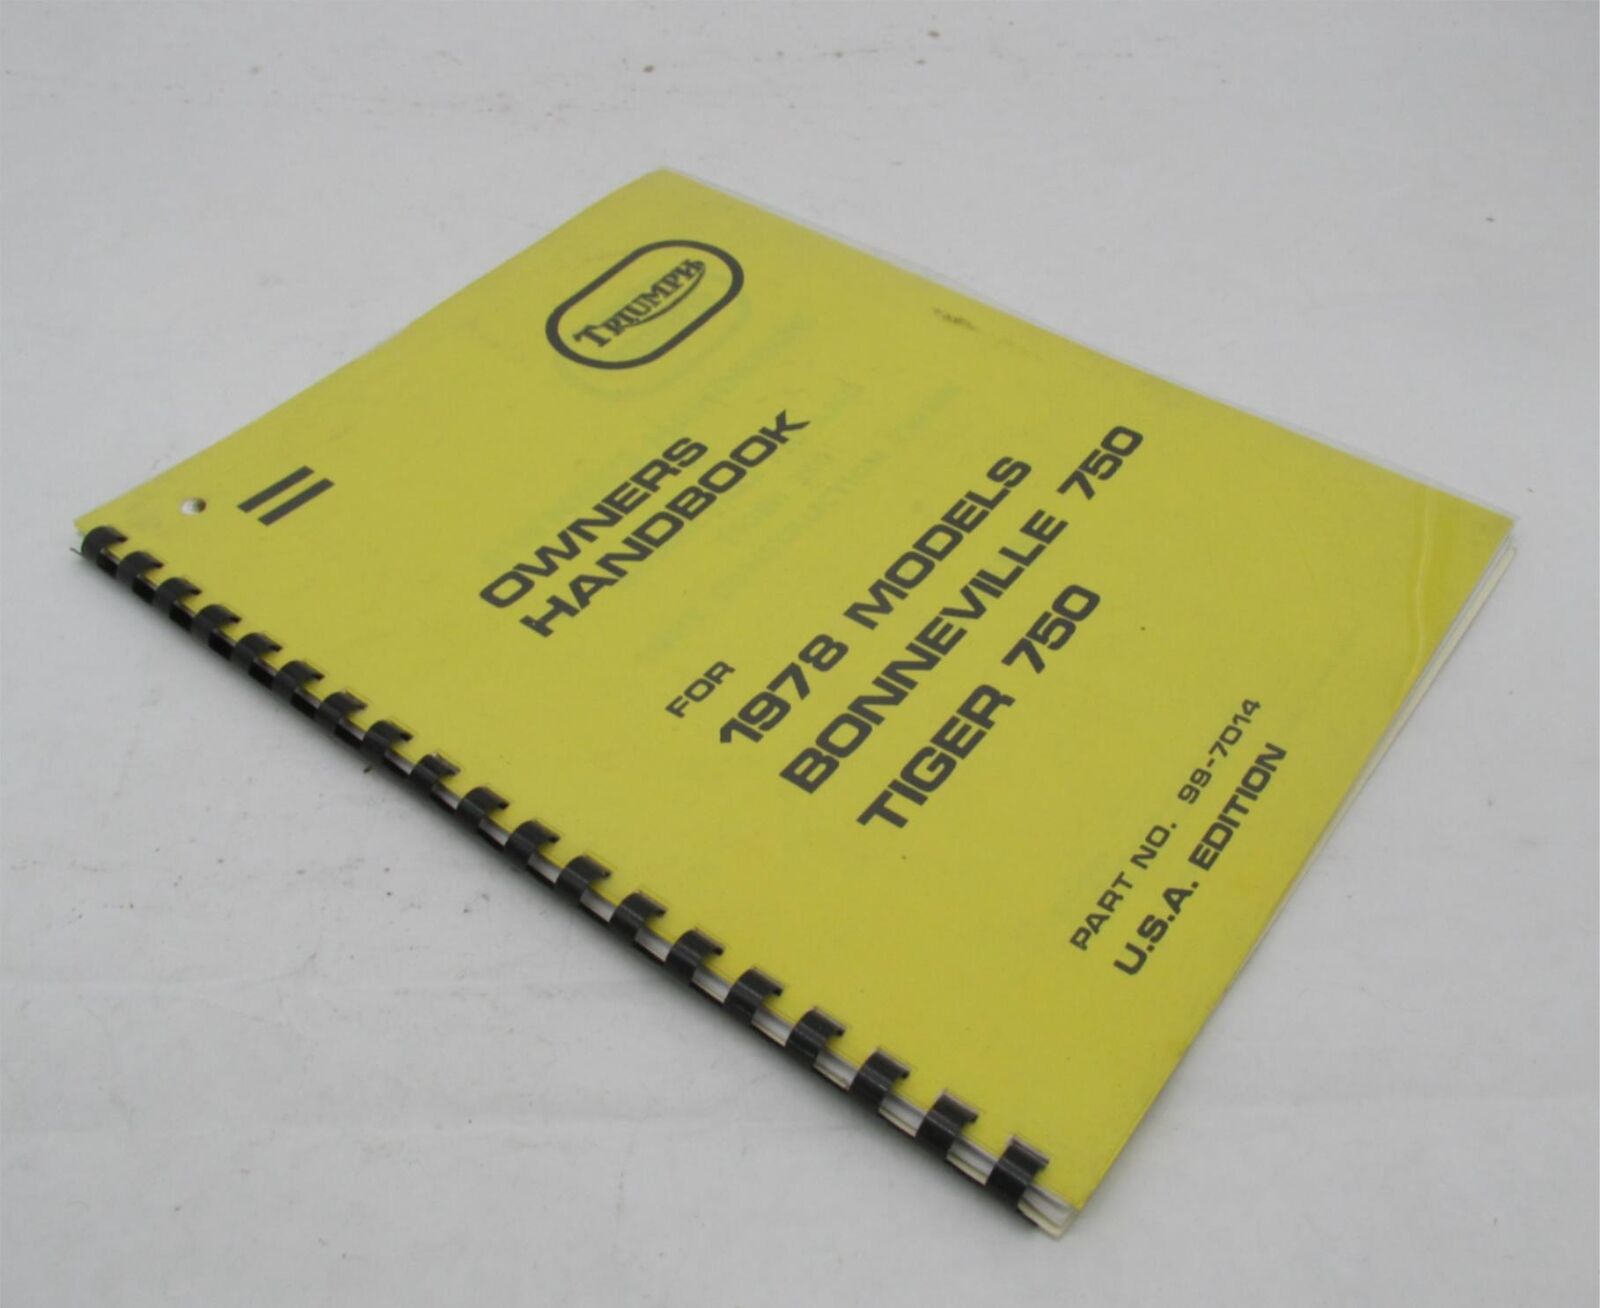 TRIUMPH
OWNERS
HANDBOOK
FOR
1978 MODELS
BONNEVILLE 750
TIGER 750
PART NO. 99-7014
U.S.A. EDITION